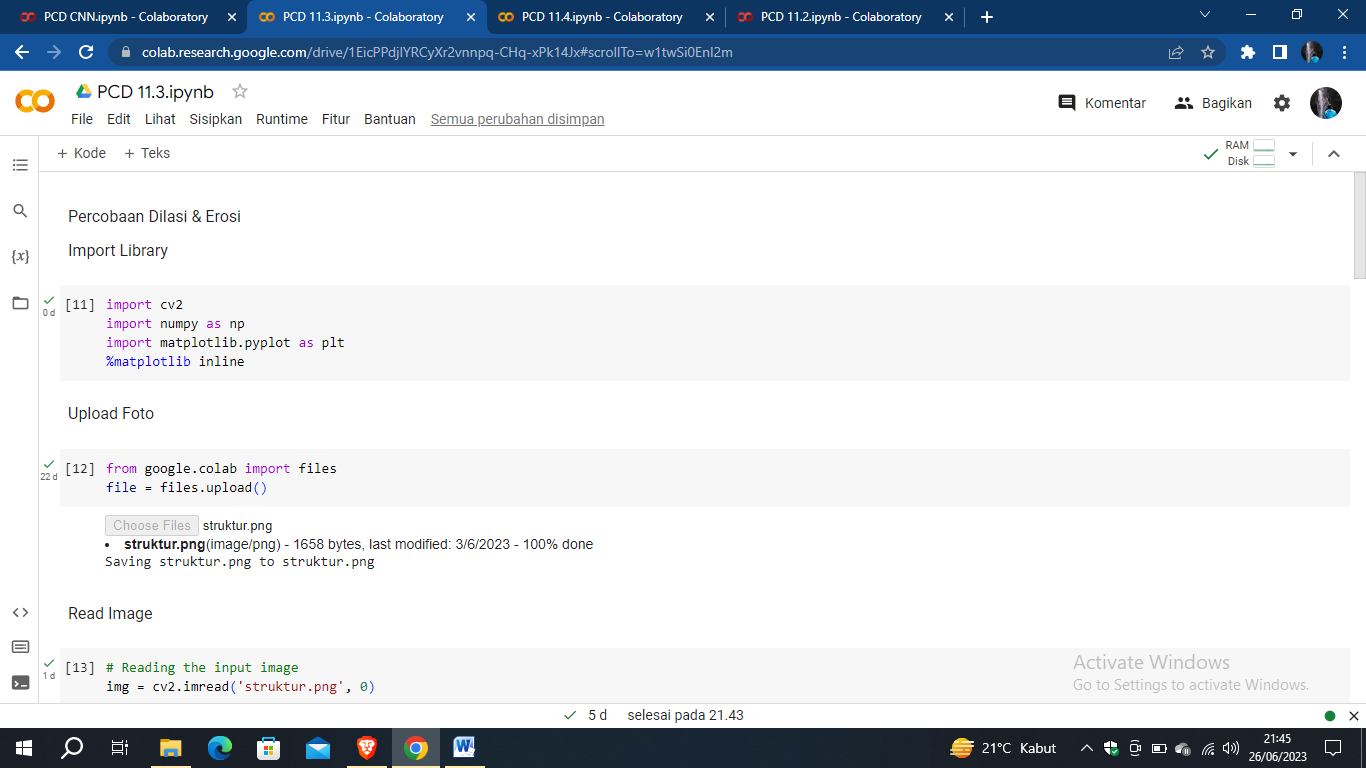 PCD CNN.ipynb - Colaboratory
PCD 11.3.ipynb - Colaboratory
PCD 11.4.ipynb - Colaboratory
PCD 11.2.ipynb - Colaboratory
colab.research.google.com/drive/1EicPPdjlYRCyXr2vnnpq-CHq-xPk14Jx#scrollTo=w1twSi0EnI2m
PCD 11.3.ipynb
Komentar
Bagikan
File Edit Lihat Sisipkan Runtime Fitur Bantuan Semua perubahan disimpan
+ Kode + Teks
RAM
Disk
Percobaan Dilasi & Erosi
Import Library
{x}
[11] import cv2
0 d
import numpy as np
import matplotlib.pyplot as plt
%matplotlib inline
Upload Foto
[12] from google.colab import files
22 d
file = files.upload()
Choose Files struktur.png
• struktur.png(image/png) - 1658 bytes, last modified: 3/6/2023 - 100% done
Saving struktur.png to struktur.png
Read Image
[13] # Reading the input image
1 d
img = cv2.imread('struktur.png', 0)
Activate Windows
Go to Settings to activate Windows.
5 d selesai pada 21.43
21°C Kabut
21:45
26/06/2023